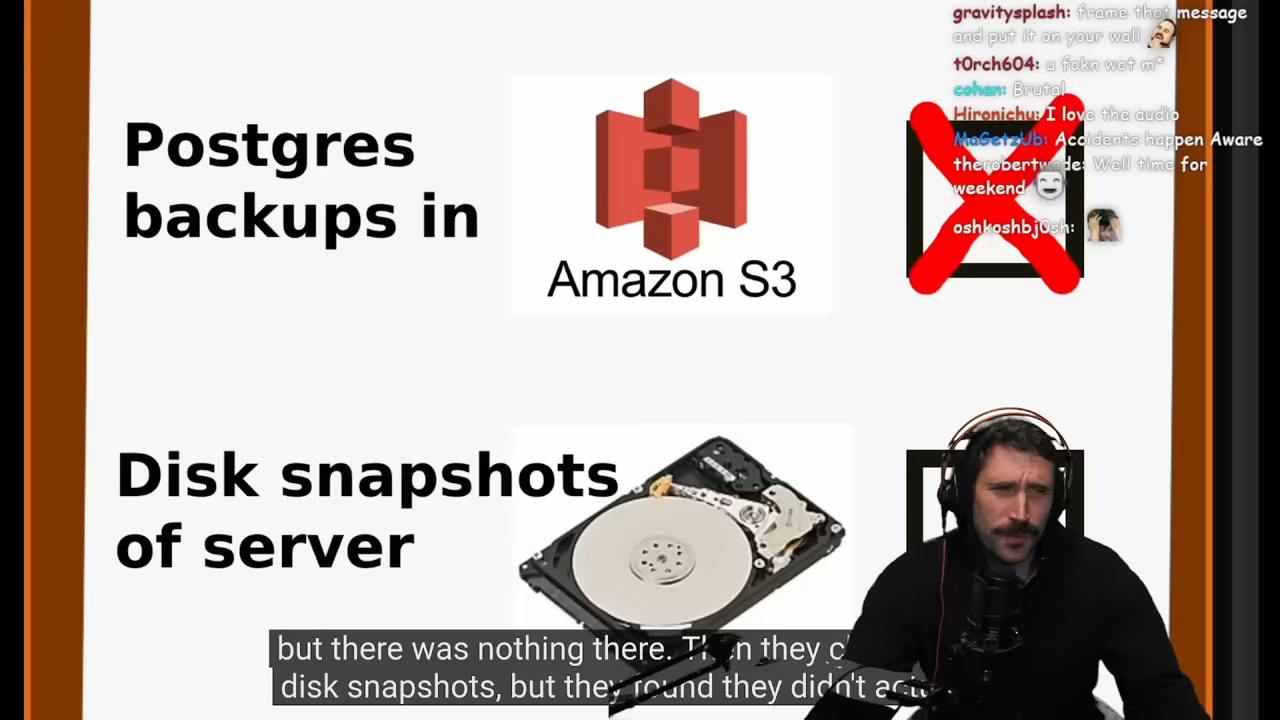 Postgres
backups in
Amazon S3
Disk snapshots
of server
gravitysplash: frame that message
and put it on your wall
t0rch604: u fokn wot m*
cohan: Brutal
Hironichu: I love the audio
MaGetzUb: Accidents happen Aware
therobertwade: Well time for
weekend
oshkoshbj0sh:
but there was nothing there. Then they
disk snapshots, but they found they didn't